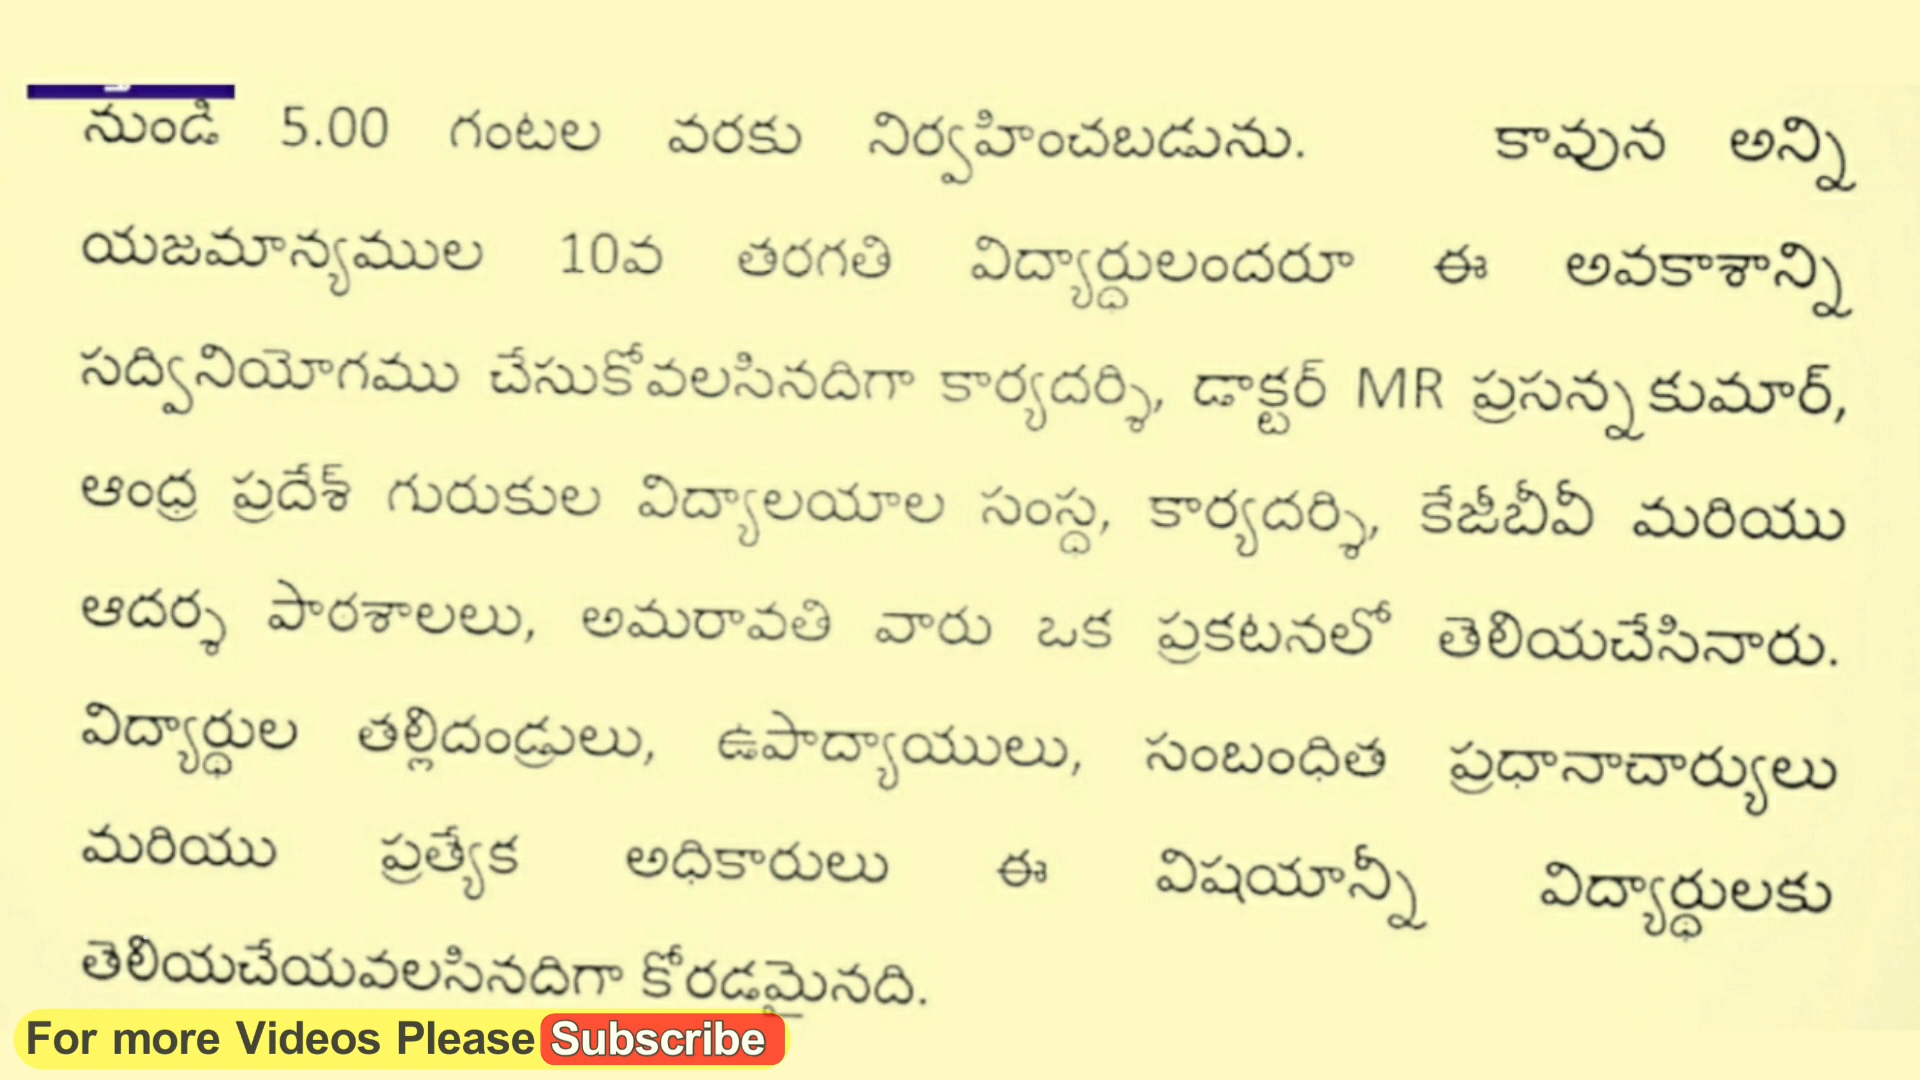 నుండి 5.00 గంటల వరకు నిర్వహించబడును. కావున అన్ని
యజమాన్యముల 10వ తరగతి విద్యార్ధులందరూ ఈ అవకాశాన్ని
సద్వినియోగము చేసుకోవలసినదిగా కార్యదర్శి, డాక్టర్ MR ప్రసన్న కుమార్,
ఆంధ్ర ప్రదేశ్ గురుకుల విద్యాలయాల సంస్ధ, కార్యదర్శి, కేజీబీవీ మరియు
ఆదర్శ పాఠశాలలు, అమరావతి వారు ఒక ప్రకటనలో తెలియచేసినారు.
విద్యార్ధుల తల్లిదండ్రులు, ఉపాద్యాయులు, సంబంధిత ప్రధానాచార్యులు
మరియు ప్రత్యేక అధికారులు ఈ విషయాన్నీ విద్యార్థులకు
తెలియచేయవలసినదిగా కోరడమైనది.
For more Videos Please Subscribe